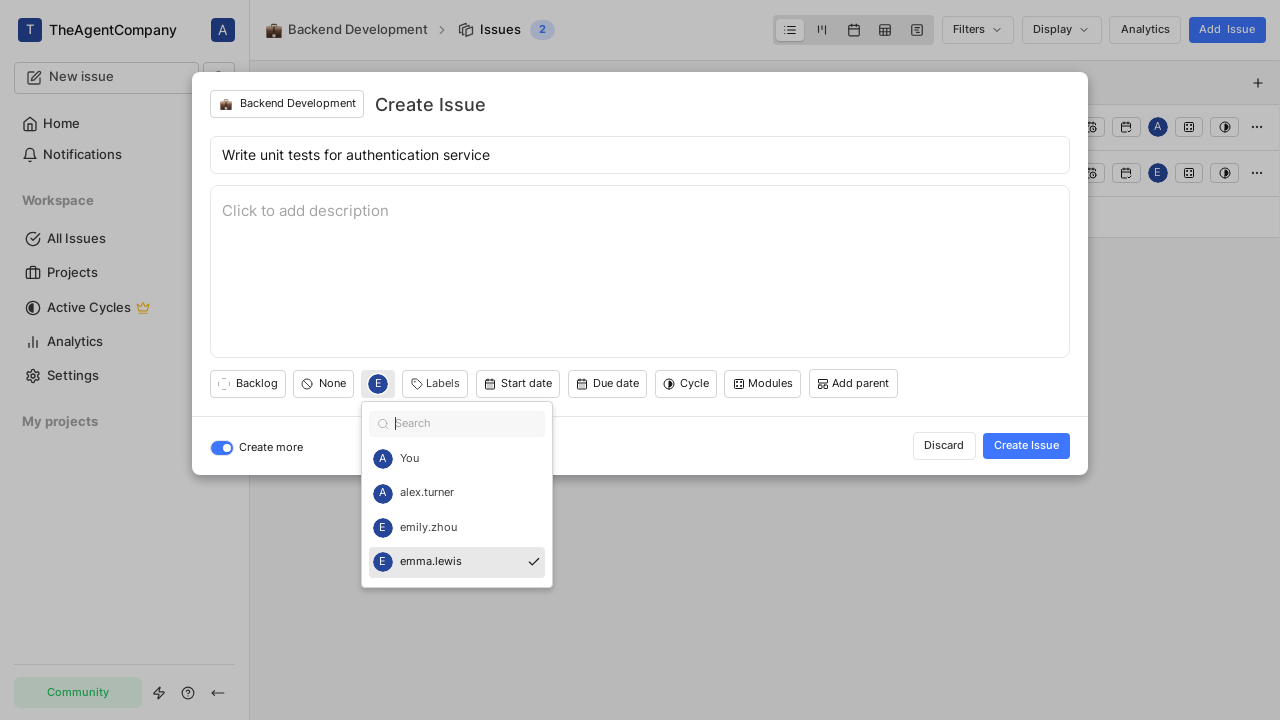 T TheAgentCompany A
New issue
Home
Notifications
Workspace
All Issues
Projects
Active Cycles
Analytics
Settings
My projects
Community
Backend Development Issues 2
Filters Display Analytics Add Issue
A
E
Backend Development Create Issue
Write unit tests for authentication service
Click to add description
Backlog None E Labels Start date Due date Cycle Modules Add parent
Create more
Discard Create Issue
Search
A You
A alex.turner
E emily.zhou
E emma.lewis